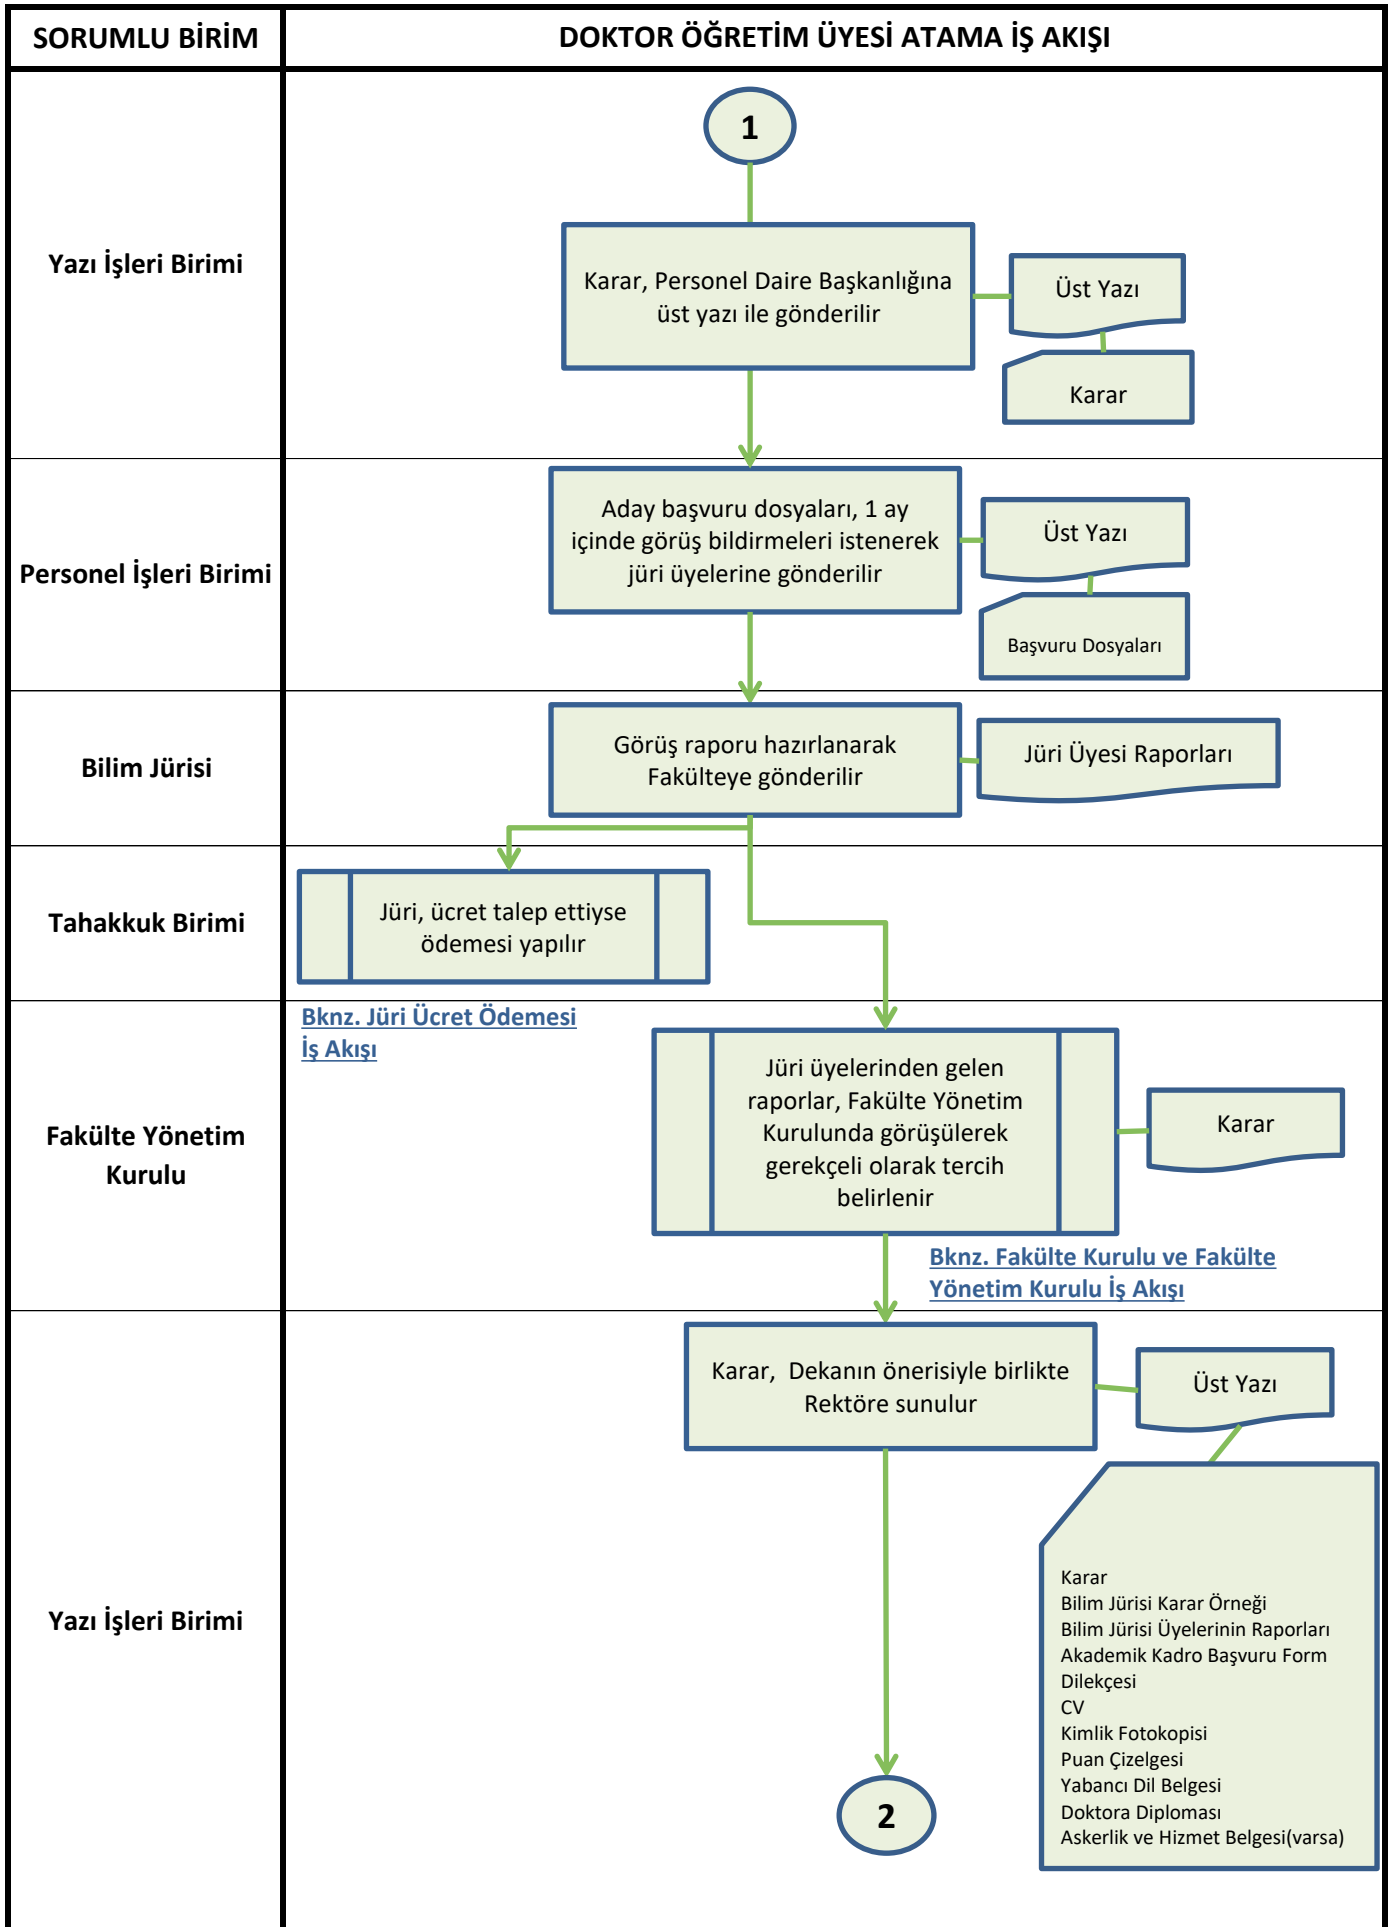 SORUMLU BİRİM
DOKTOR ÖĞRETİM ÜYESİ ATAMA İŞ AKIŞI
1
Yazı İşleri Birimi
Karar, Personel Daire Başkanlığına
üst yazı ile gönderilir
Üst Yazı
Karar
Personel İşleri Birimi
Aday başvuru dosyaları, 1 ay
içinde görüş bildirmeleri istenerek
jüri üyelerine gönderilir
Üst Yazı
Başvuru Dosyaları
Bilim Jürisi
Görüş raporu hazırlanarak
Fakülteye gönderilir
Jüri Üyesi Raporları
Tahakkuk Birimi
Jüri, ücret talep ettiyse
ödemesi yapılır
Bknz. Jüri Ücret Ödemesi
İş Akışı
Fakülte Yönetim
Kurulu
Jüri üyelerinden gelen
raporlar, Fakülte Yönetim
Kurulunda görüşülerek
gerekçeli olarak tercih
belirlenir
Karar
Bknz. Fakülte Kurulu ve Fakülte
Yönetim Kurulu İş Akışı
Yazı İşleri Birimi
Karar,  Dekanın önerisiyle birlikte
Rektöre sunulur
Üst Yazı
Karar
Bilim Jürisi Karar Örneği
Bilim Jürisi Üyelerinin Raporları
Akademik Kadro Başvuru Form
Dilekçesi
CV
Kimlik Fotokopisi
Puan Çizelgesi
Yabancı Dil Belgesi
Doktora Diploması
Askerlik ve Hizmet Belgesi(varsa)
2